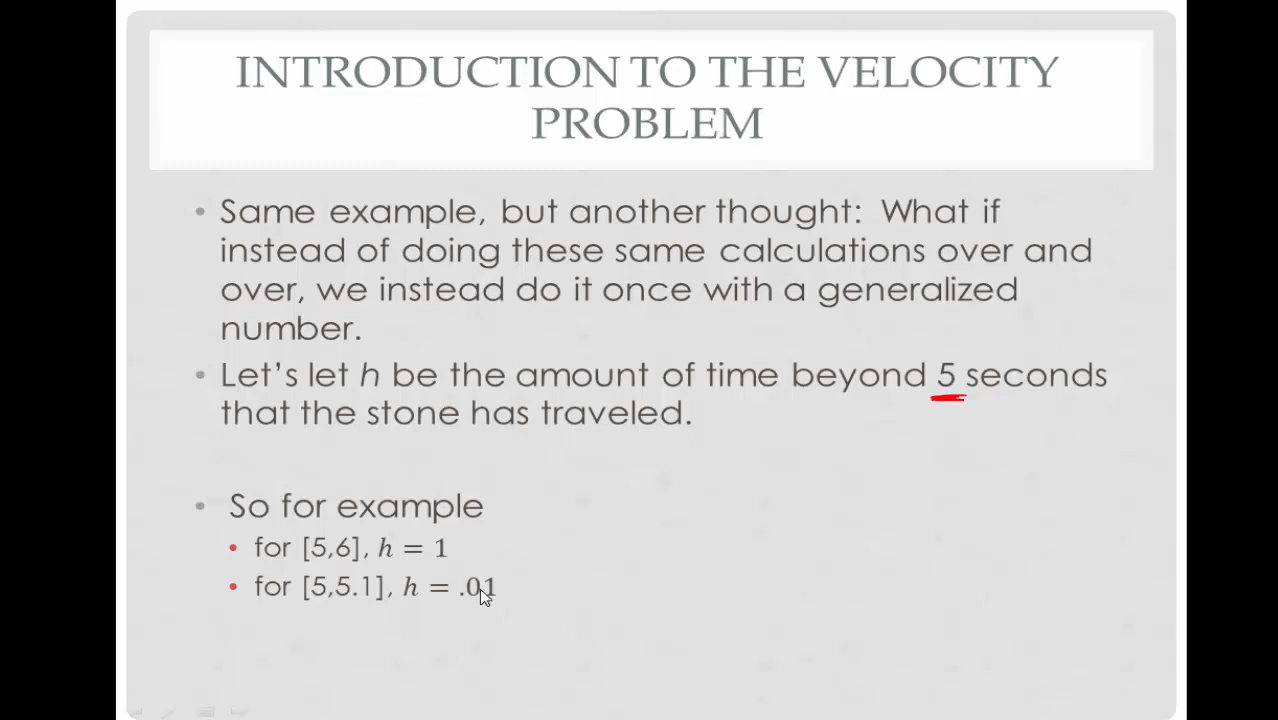 INTRODUCTION TO THE VELOCITY
PROBLEM
• Same example, but another thought: What if
instead of doing these same calculations over and
over, we instead do it once with a generalized
number.
• Let's let h be the amount of time beyond 5 seconds
that the stone has traveled.
• So for example
• for [5,6], h = 1
• for [5,5.1], h = .01